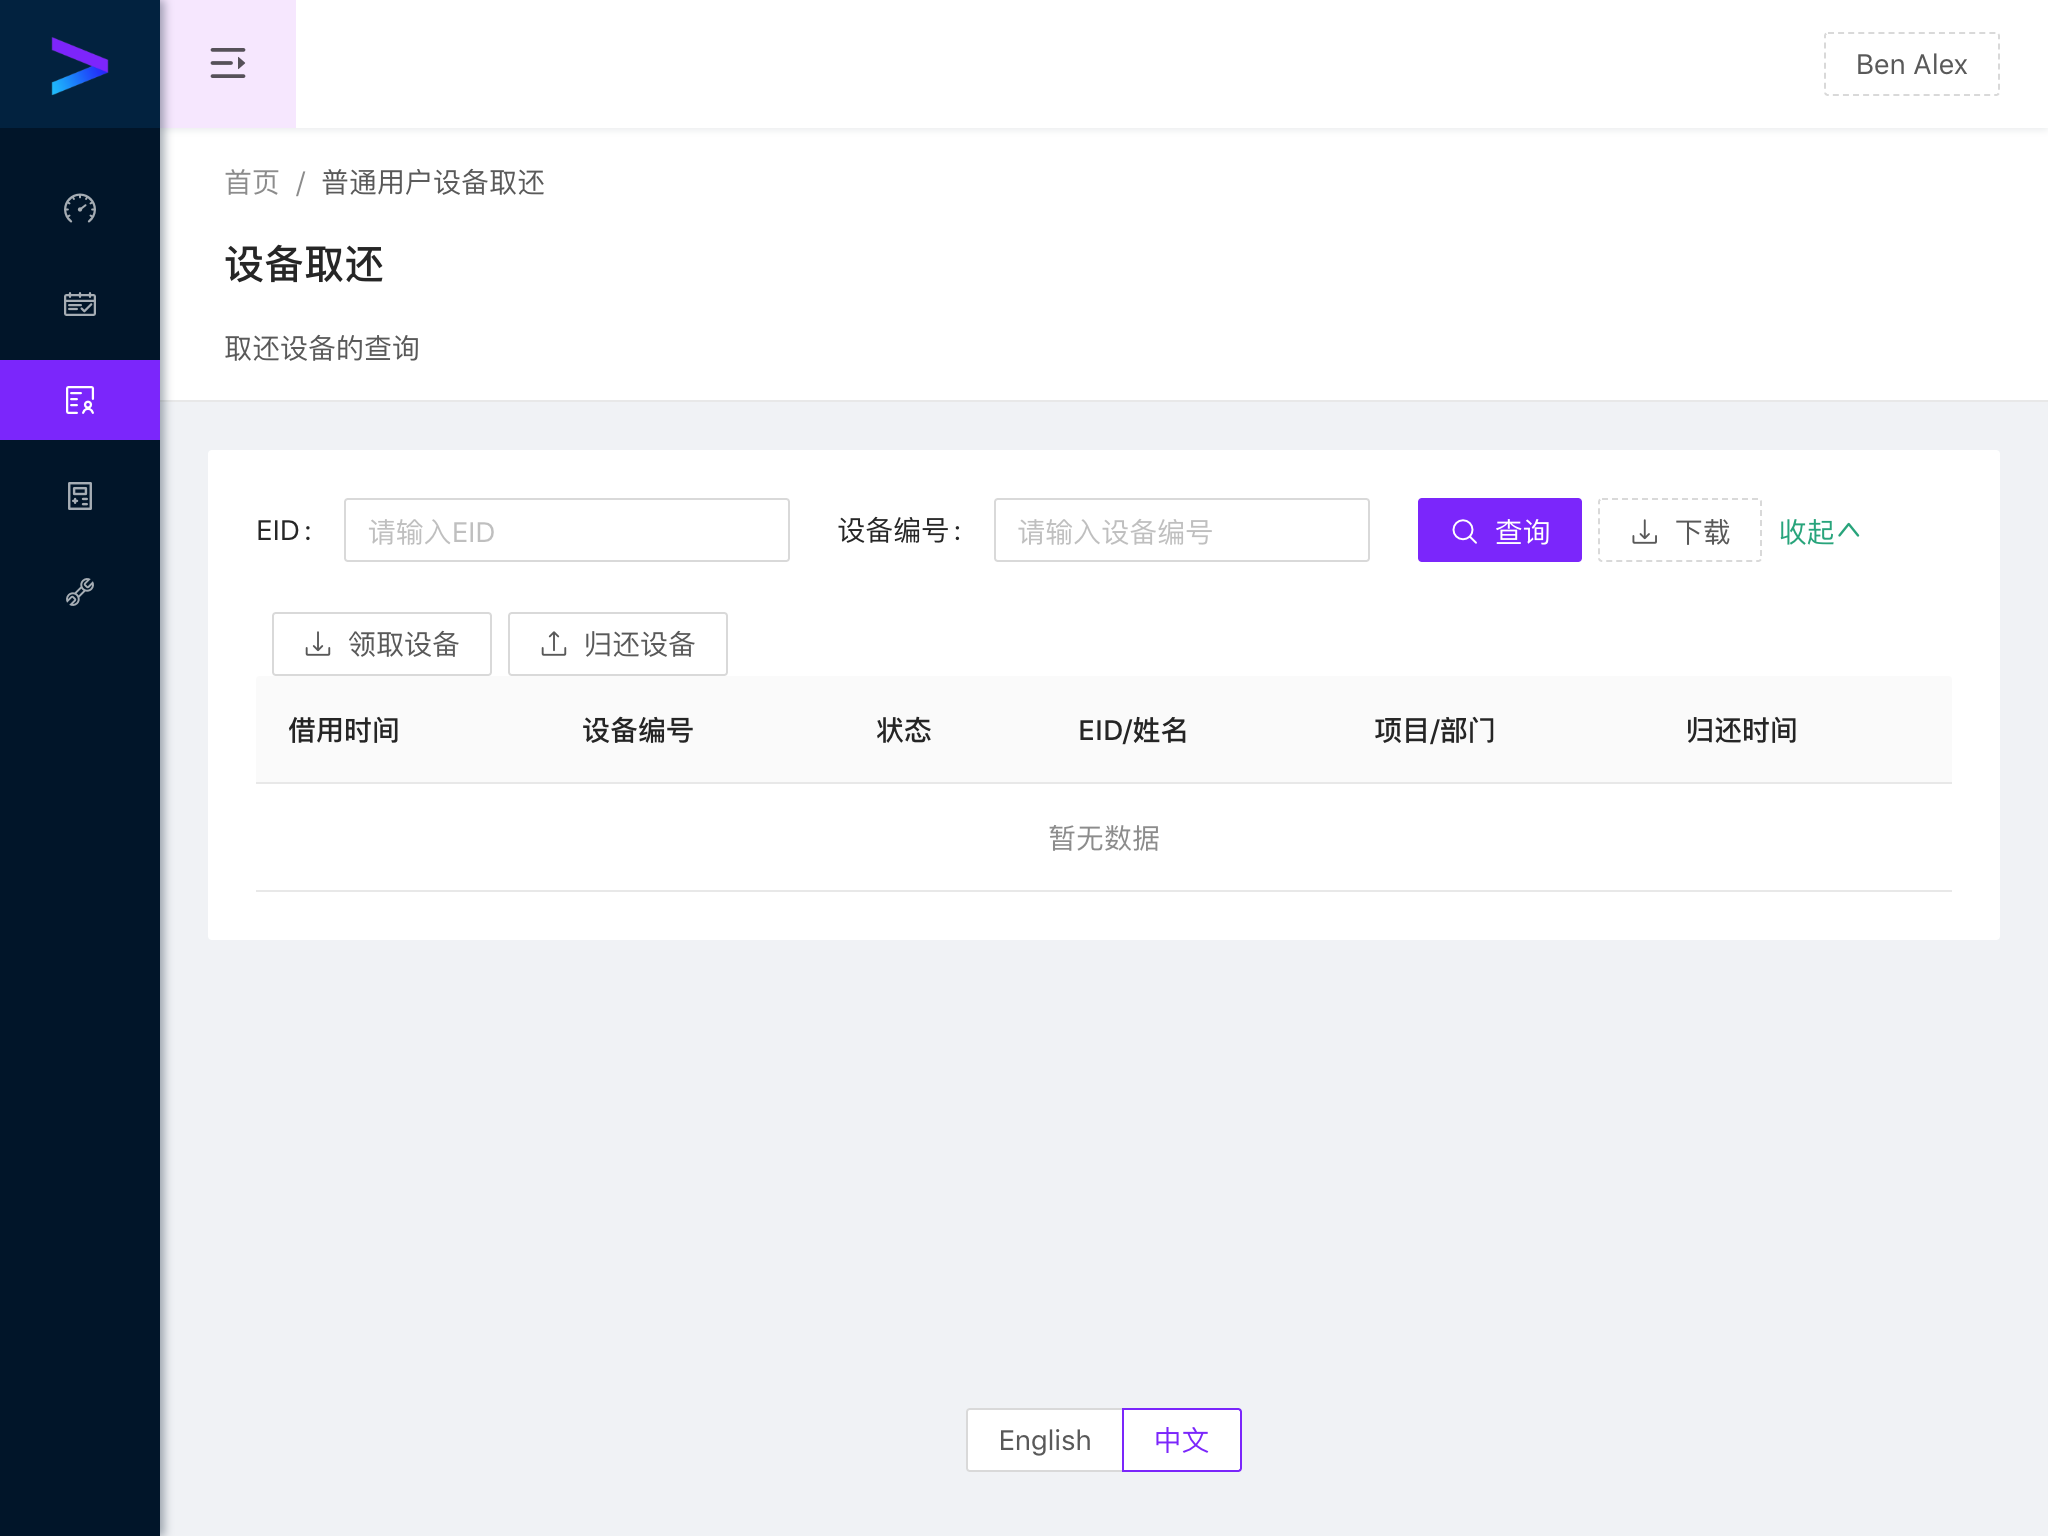 Ben Alex
首页 / 普通用户设备取还
设备取还
取还设备的查询
EID: 请输入EID 设备编号: 请输入设备编号 查询 下载 收起
领取设备 归还设备
借用时间 设备编号 状态 EID/姓名 项目/部门 归还时间
暂无数据
English 中文